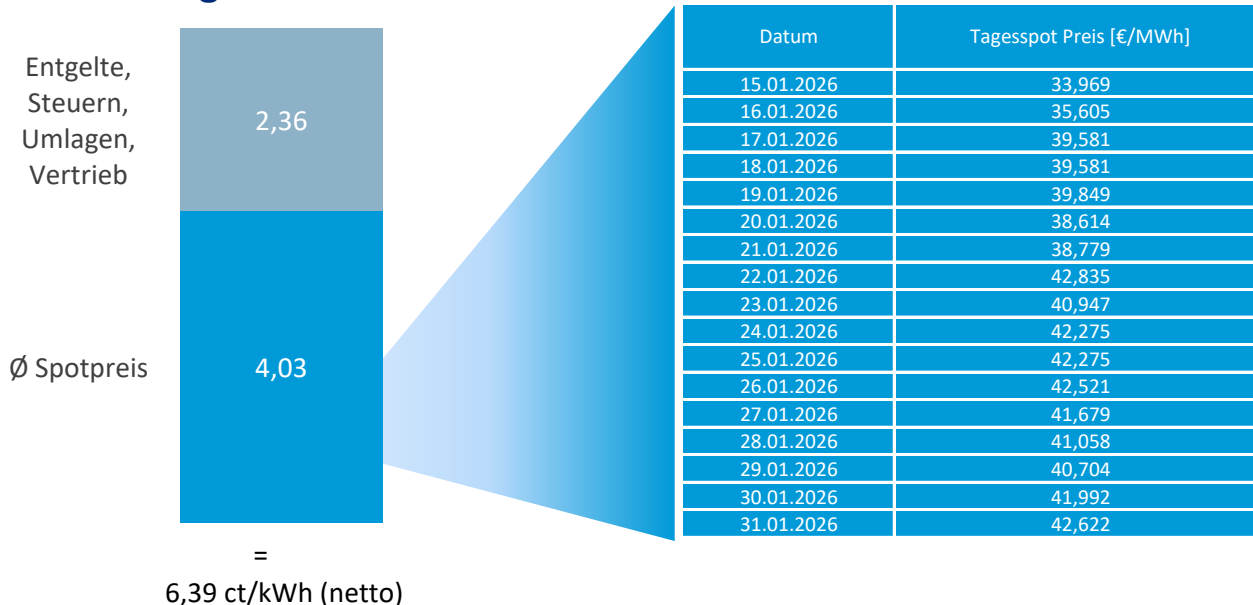 Entgelte,
Steuern,
Umlagen,
Vertrieb
2,36
Ø Spotpreis
4,03
=
6,39 ct/kWh (netto)
Datum Tagesspot Preis [€/MWh]
15.01.2026 33,969
16.01.2026 35,605
17.01.2026 39,581
18.01.2026 39,581
19.01.2026 39,849
20.01.2026 38,614
21.01.2026 38,779
22.01.2026 42,835
23.01.2026 40,947
24.01.2026 42,275
25.01.2026 42,275
26.01.2026 42,521
27.01.2026 41,679
28.01.2026 41,058
29.01.2026 40,704
30.01.2026 41,992
31.01.2026 42,622